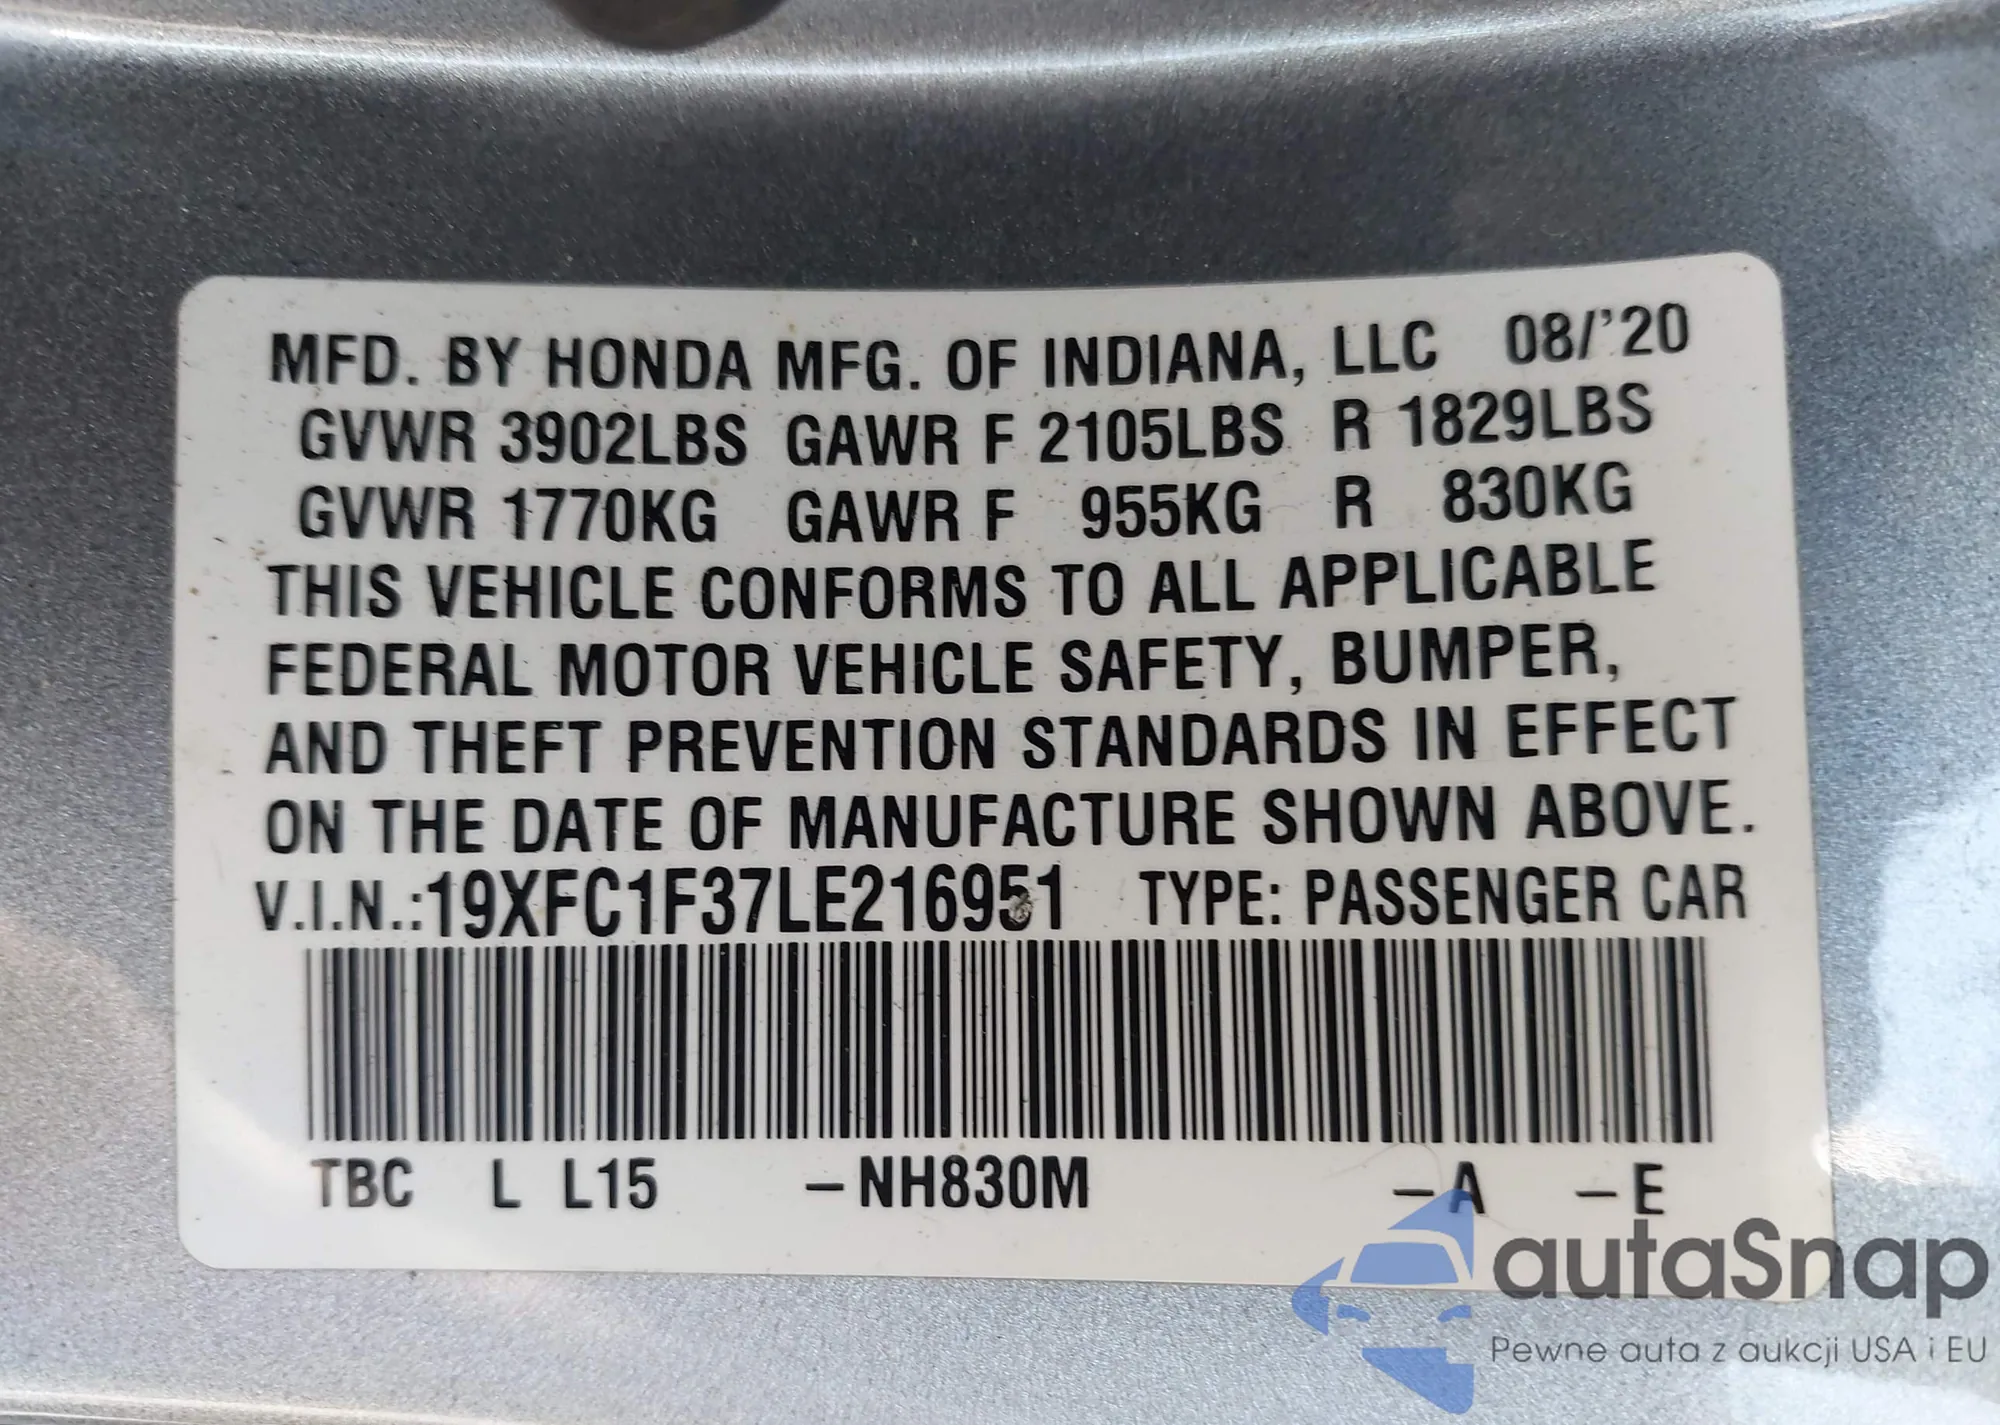 MFD. BY HONDA MFG. OF INDIANA, LLC 08/'20
GVWR 3902LBS GAWR F 2105LBS R 1829LBS
GVWR 1770KG GAWR F 955KG R 830KG
THIS VEHICLE CONFORMS TO ALL APPLICABLE
FEDERAL MOTOR VEHICLE SAFETY, BUMPER,
AND THEFT PREVENTION STANDARDS IN EFFECT
ON THE DATE OF MANUFACTURE SHOWN ABOVE.
V.I.N.:19XFC1F37LE216951 TYPE: PASSENGER CAR
TBC L L15 –NH830M –A –E
autaSnap
Pewne auta z aukcji USA i EU